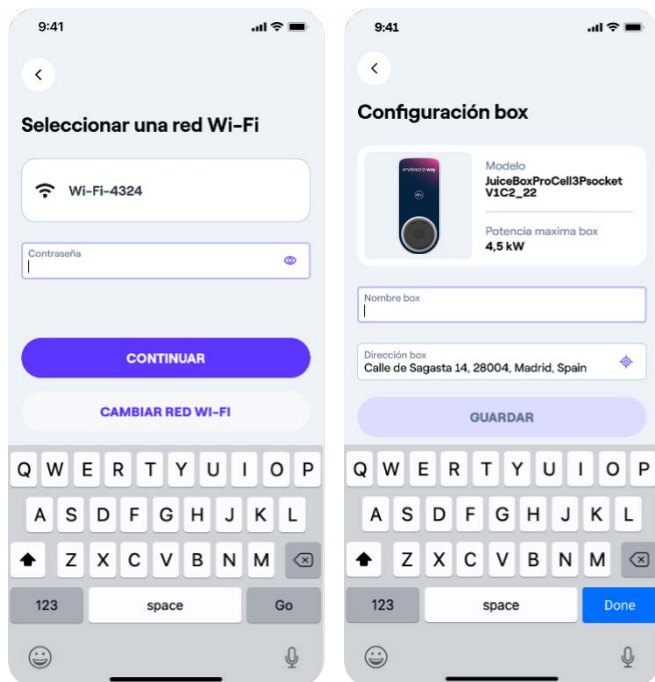 9:41
Seleccionar una red Wi-Fi
Wi-Fi-4324
Contraseña
CONTINUAR
CAMBIAR RED WI-FI
Q W E R T Y U I O P
A S D F G H J K L
Z X C V B N M
123 space Go
9:41
Configuración box
endesa x way
Modelo
JuiceBoxProCell3Psocket
V1C2_22
Potencia maxima box
4,5 kW
Nombre box
Dirección box
Calle de Sagasta 14, 28004, Madrid, Spain
GUARDAR
Q W E R T Y U I O P
A S D F G H J K L
Z X C V B N M
123 space Done